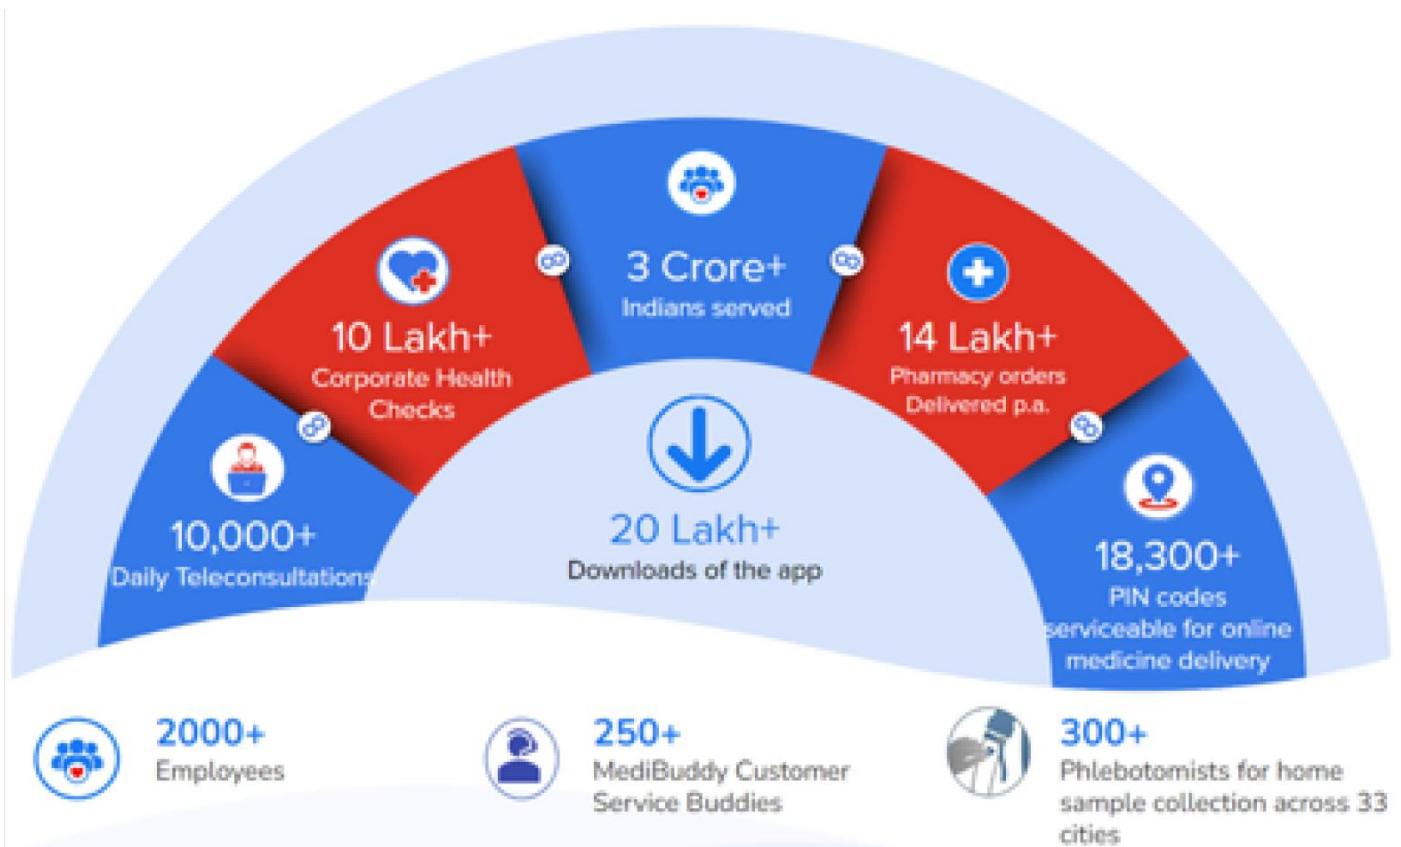 3 Crore+
Indians served
10 Lakh+
Corporate Health
Checks
14 Lakh+
Pharmacy orders
Delivered p.a.
10,000+
Daily Teleconsultations
20 Lakh+
Downloads of the app
18,300+
PIN codes
serviceable for online
medicine delivery
2000+
Employees
250+
MediBuddy Customer
Service Buddies
300+
Phlebotomists for home
sample collection across 33
cities